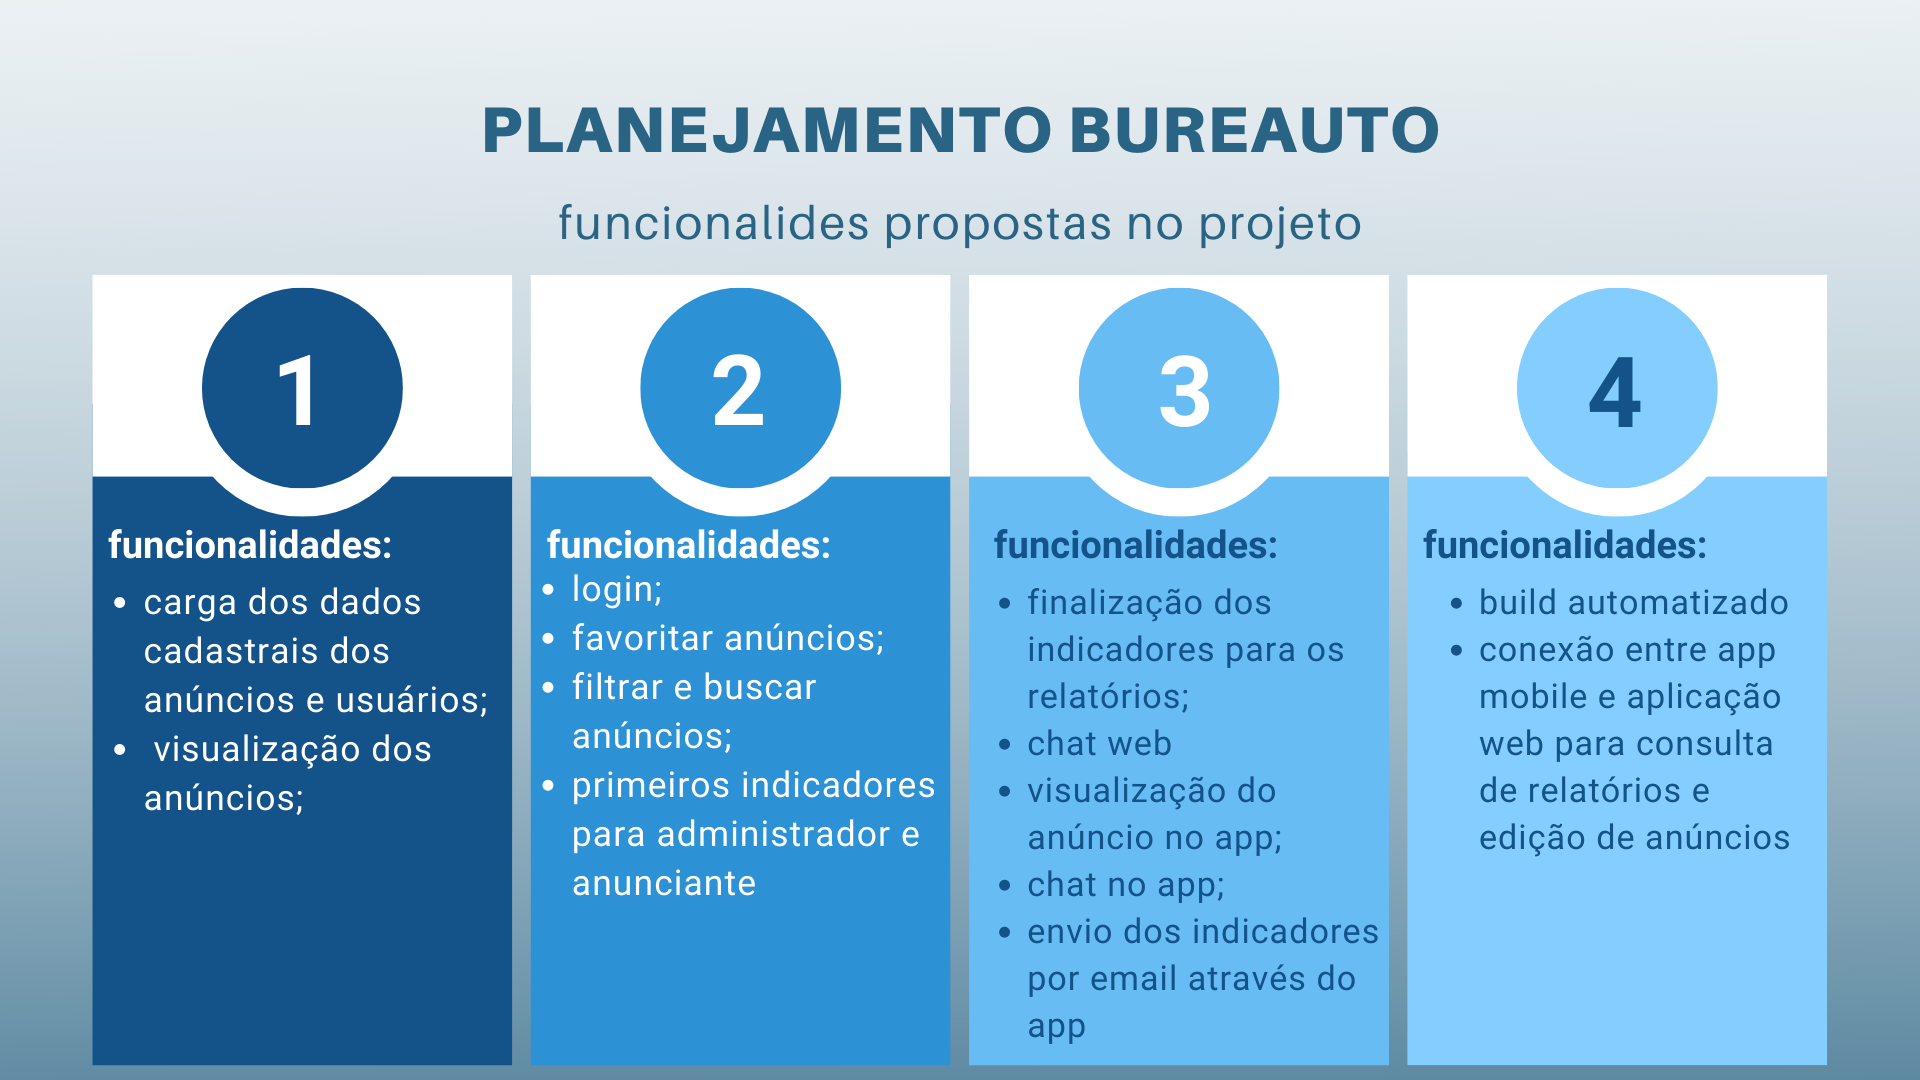 PLANEJAMENTO BUREAUTO
funcionalides propostas no projeto
1
funcionalidades:
• carga dos dados
cadastrais dos
anúncios e usuários;
• visualização dos
anúncios;
2
funcionalidades:
• login;
• favoritar anúncios;
• filtrar e buscar
anúncios;
• primeiros indicadores
para administrador e
anunciante
3
funcionalidades:
• finalização dos
indicadores para os
relatórios;
• chat web
• visualização do
anúncio no app;
• chat no app;
• envio dos indicadores
por email através do
app
4
funcionalidades:
• build automatizado
• conexão entre app
mobile e aplicação
web para consulta
de relatórios e
edição de anúncios